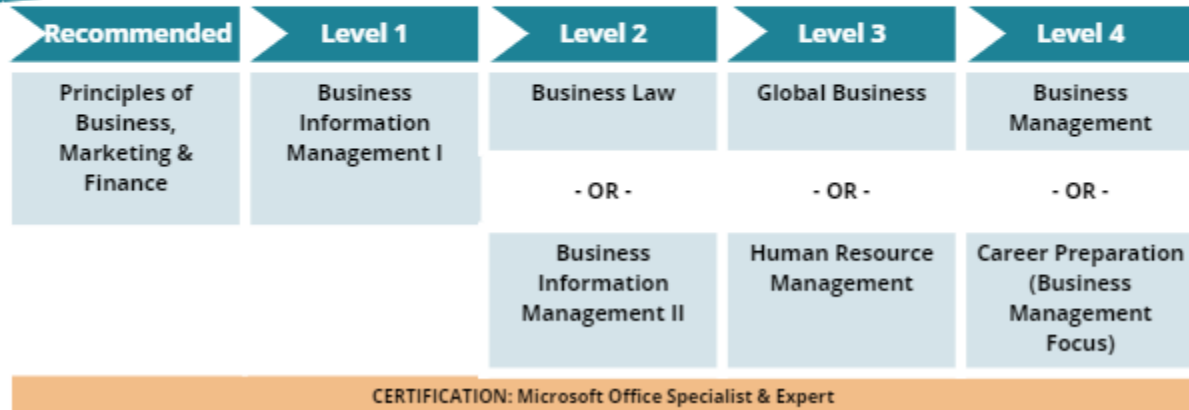 Recommended
Level 1
Level 2
Level 3
Level 4
Principles of
Business,
Marketing &
Finance
Business
Information
Management I
Business Law
- OR -
Business
Information
Management II
Global Business
- OR -
Human Resource
Management
Business
Management
- OR -
Career Preparation
(Business
Management
Focus)
CERTIFICATION: Microsoft Office Specialist & Expert